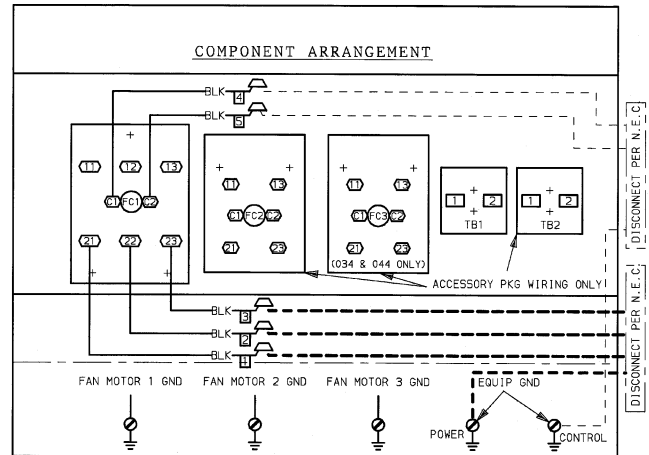 COMPONENT ARRANGEMENT
BLK 4
BLK 5
DISCONNECT PER N.E.C.
11 12 13
C1 FC1 C2
21 22 23
11 13
C1 FC2 C2
21 23
11 13
C1 FC3 C2
21 23
(034 & 044 ONLY)
1 2
TB1
1 2
TB2
ACCESSORY PKG WIRING ONLY
BLK 3
BLK 2
BLK 1
DISCONNECT PER N.E.C.
FAN MOTOR 1 GND
FAN MOTOR 2 GND
FAN MOTOR 3 GND
EQUIP GND
POWER
CONTROL